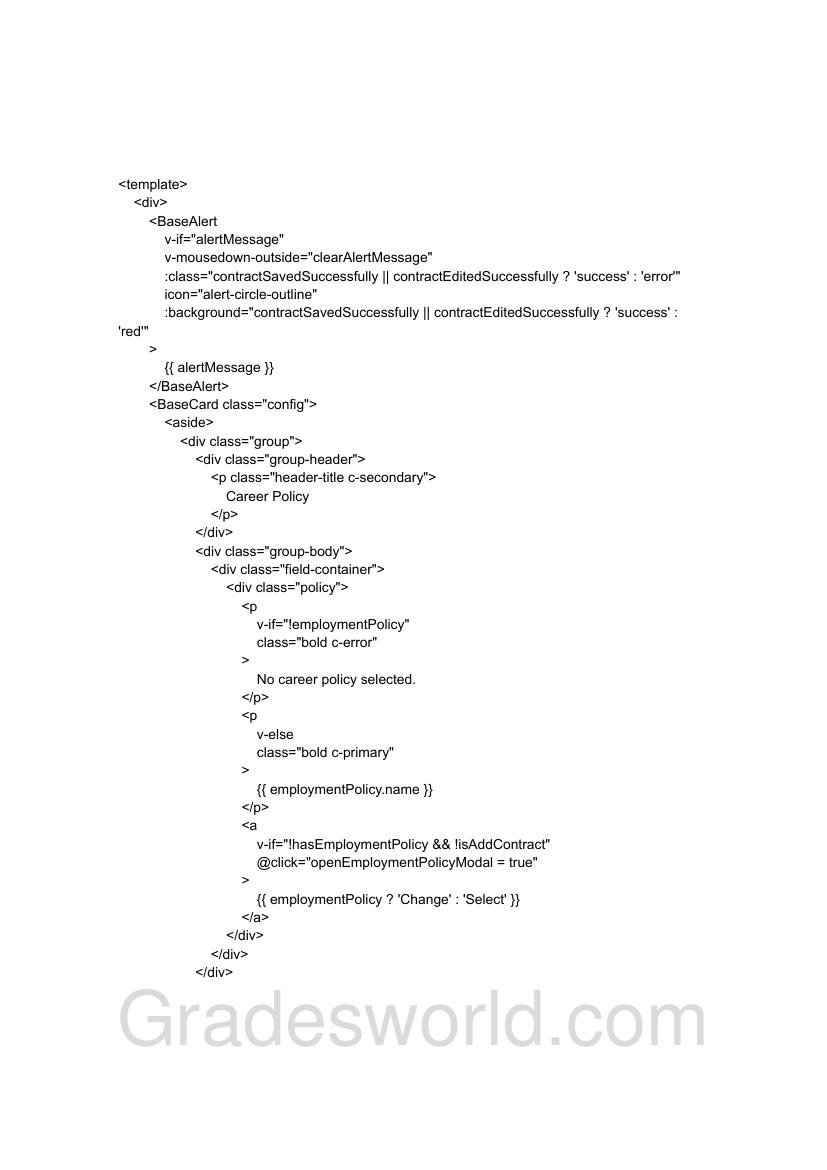 <template>
<div>
<BaseAlert
v-if="alertMessage"
v-mousedown-outside="clearAlertMessage"
:class="contractSavedSuccessfully || contractEditedSuccessfully ? 'success' : 'error'"
icon="alert-circle-outline"
:background="contractSavedSuccessfully || contractEditedSuccessfully ? 'success' :
'red'"
>
{{ alertMessage }}
</BaseAlert>
<BaseCard class="config">
<aside>
<div class="group">
<div class="group-header">
<p class="header-title c-secondary">
Career Policy
</p>
</div>
<div class="group-body">
<div class="field-container">
<div class="policy">
<p
v-if="!employmentPolicy"
class="bold c-error"
>
No career policy selected.
</p>
<p
v-else
class="bold c-primary"
>
{{ employmentPolicy.name }}
</p>
<a
v-if="!hasEmploymentPolicy && !isAddContract"
@click="openEmploymentPolicyModal = true"
>
{{ employmentPolicy ? 'Change' : 'Select' }}
</a>
</div>
</div>
</div>
Gradesworld.com